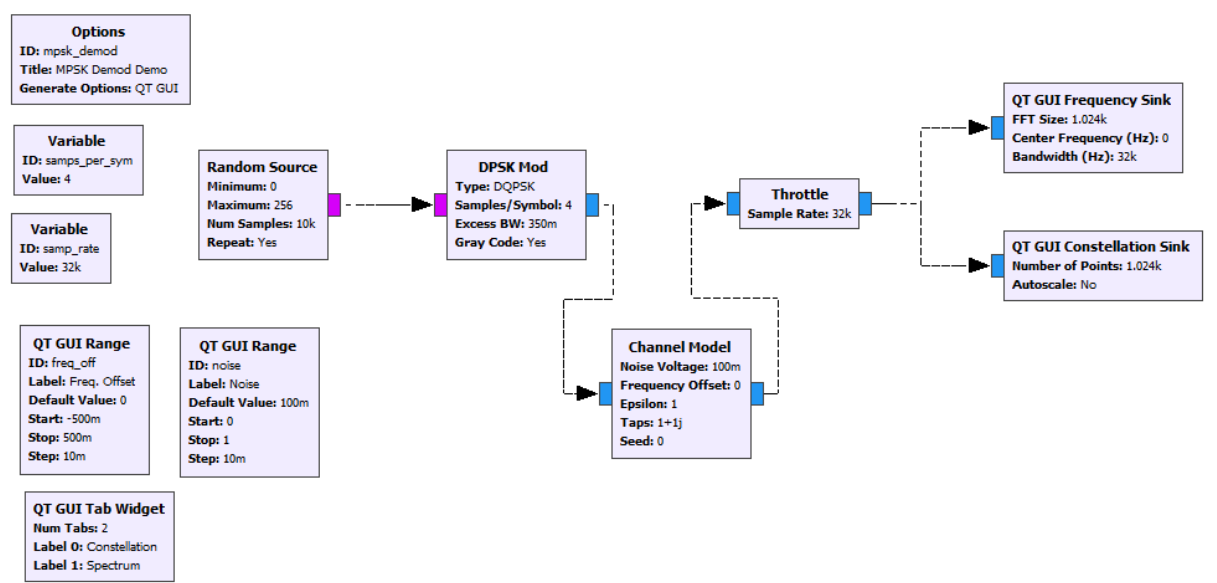 Options
ID: mpsk_demod
Title: MPSK Demod Demo
Generate Options: QT GUI
Variable
ID: samps_per_sym
Value: 4
Variable
ID: samp_rate
Value: 32k
Random Source
Minimum: 0
Maximum: 256
Num Samples: 10k
Repeat: Yes
DPSK Mod
Type: DQPSK
Samples/Symbol: 4
Excess BW: 350m
Gray Code: Yes
Throttle
Sample Rate: 32k
QT GUI Frequency Sink
FFT Size: 1.024k
Center Frequency (Hz): 0
Bandwidth (Hz): 32k
QT GUI Constellation Sink
Number of Points: 1.024k
Autoscale: No
QT GUI Range
ID: freq_off
Label: Freq. Offset
Default Value: 0
Start: -500m
Stop: 500m
Step: 10m
QT GUI Range
ID: noise
Label: Noise
Default Value: 100m
Start: 0
Stop: 1
Step: 10m
Channel Model
Noise Voltage: 100m
Frequency Offset: 0
Epsilon: 1
Taps: 1+1j
Seed: 0
QT GUI Tab Widget
Num Tabs: 2
Label 0: Constellation
Label 1: Spectrum